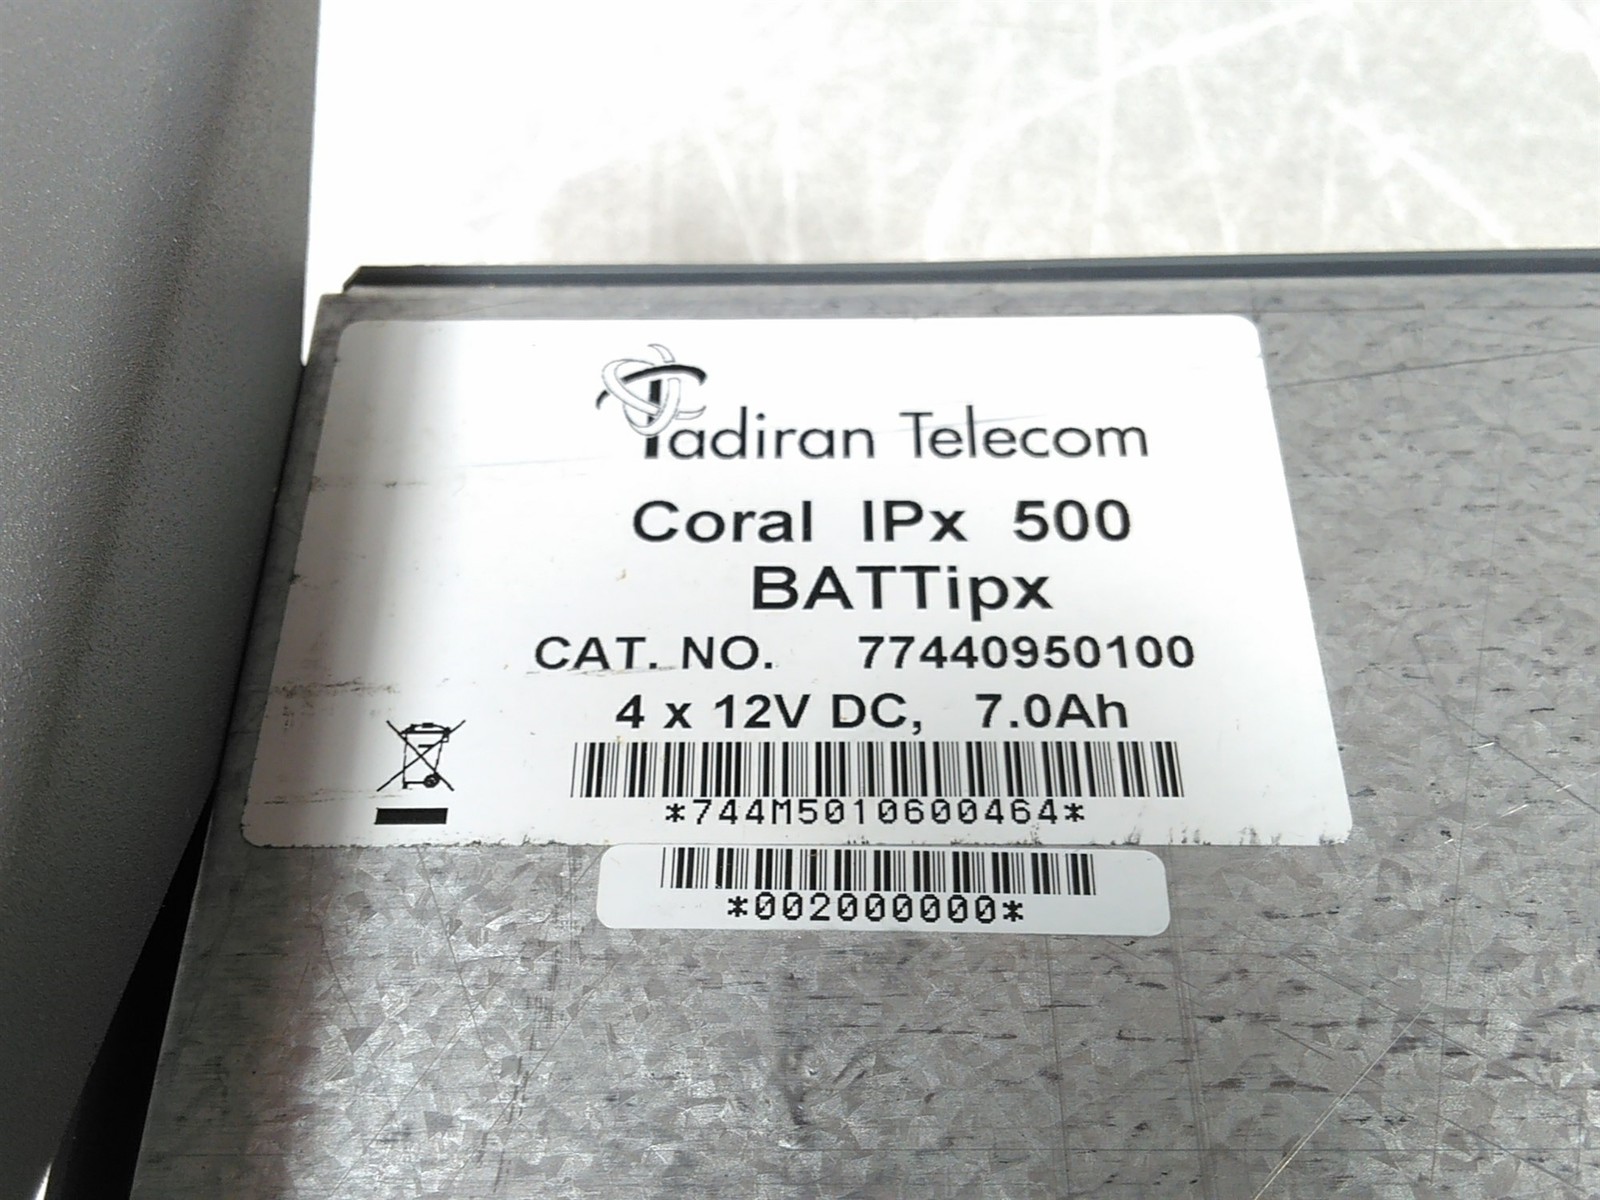 Tadiran Telecom
Coral IPx 500
BATTipx
CAT. NO. 77440950100
4 x 12V DC, 7.0Ah
*744M5010600464*
*002000000*